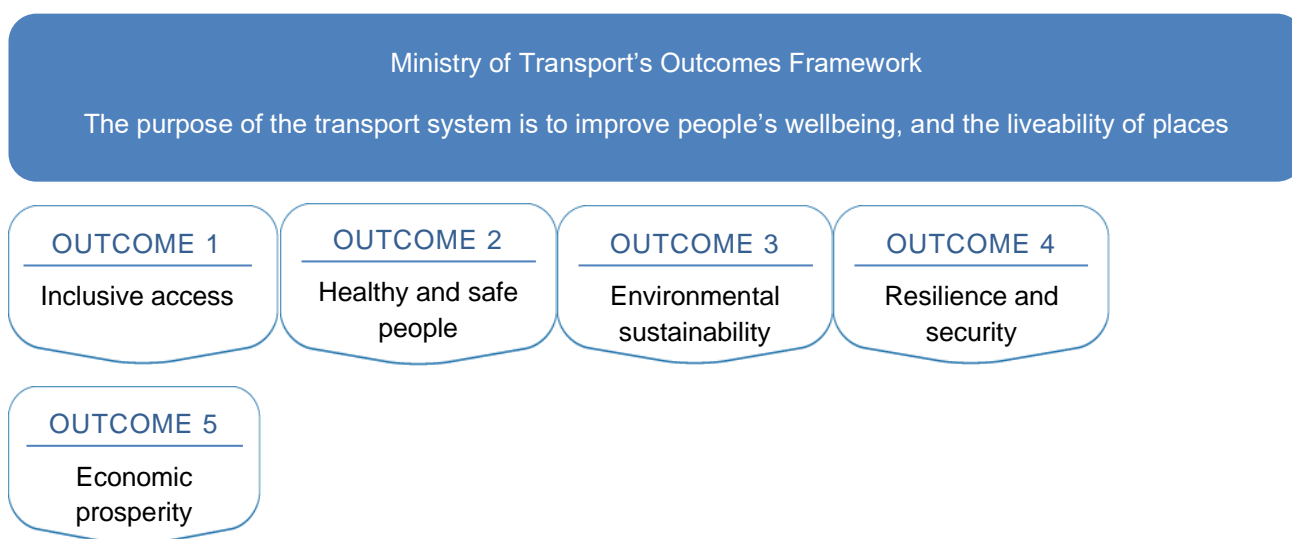 Ministry of Transport’s Outcomes Framework
The purpose of the transport system is to improve people’s wellbeing, and the liveability of places
OUTCOME 1
Inclusive access
OUTCOME 2
Healthy and safe
people
OUTCOME 3
Environmental
sustainability
OUTCOME 4
Resilience and
security
OUTCOME 5
Economic
prosperity